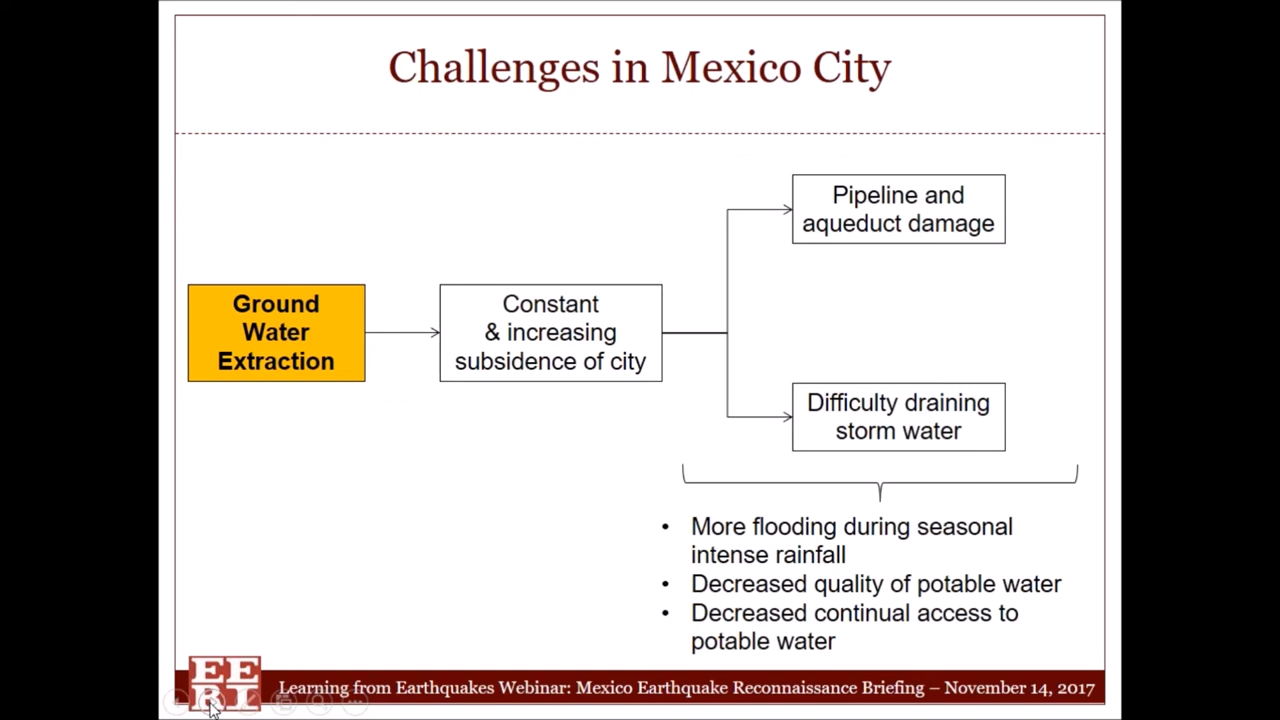 Challenges in Mexico City
Ground
Water
Extraction
Constant
& increasing
subsidence of city
Pipeline and
aqueduct damage
Difficulty draining
storm water
• More flooding during seasonal
intense rainfall
• Decreased quality of potable water
• Decreased continual access to
potable water
EE
RI
Learning from Earthquakes Webinar: Mexico Earthquake Reconnaissance Briefing – November 14, 2017